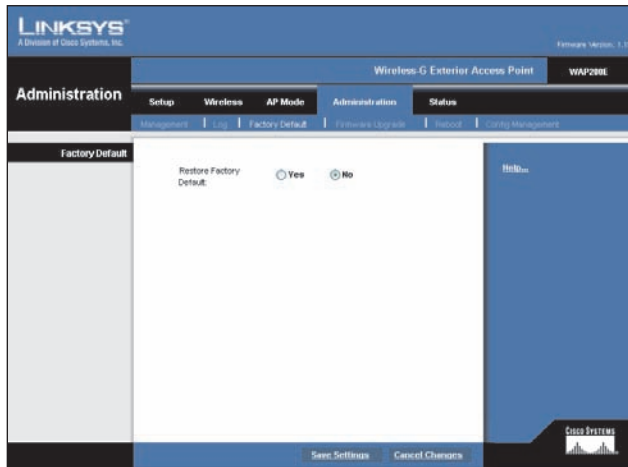 LINKSYS®
A Division of Cisco Systems, Inc.
Firmware Version: 1.
Wireless-G Exterior Access Point
WAP200E
Administration
Setup
Wireless
AP Mode
Administration
Status
Management | Log | Factory Default | Firmware Upgrade | Reboot | Config Management
Factory Default
Restore Factory
Default:
Yes
No
Help...
Save Settings
Cancel Changes
CISCO SYSTEMS